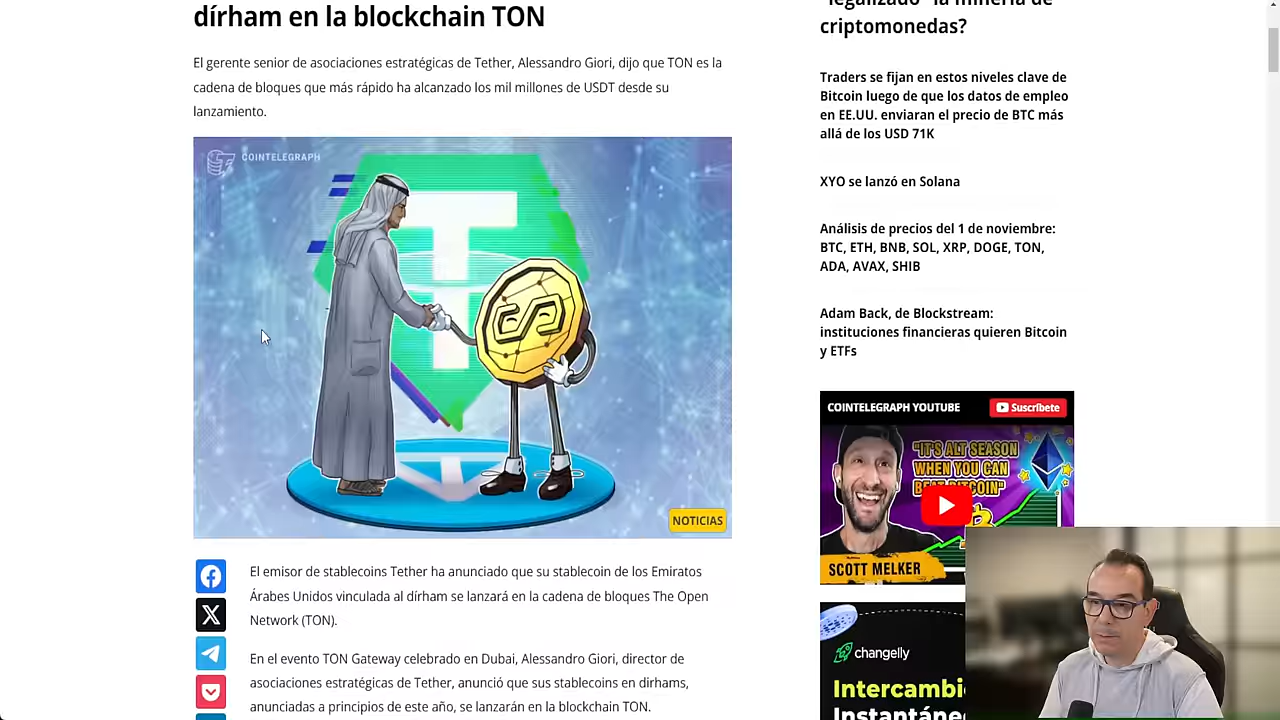 dírham en la blockchain TON
El gerente senior de asociaciones estratégicas de Tether, Alessandro Giori, dijo que TON es la
cadena de bloques que más rápido ha alcanzado los mil millones de USDT desde su
lanzamiento.
COINTELEGRAPH
NOTICIAS
El emisor de stablecoins Tether ha anunciado que su stablecoin de los Emiratos
Árabes Unidos vinculada al dírham se lanzará en la cadena de bloques The Open
Network (TON).
En el evento TON Gateway celebrado en Dubai, Alessandro Giori, director de
asociaciones estratégicas de Tether, anunció que sus stablecoins en dirhams,
anunciadas a principios de este año, se lanzarán en la blockchain TON.
"legalizado" la minería de
criptomonedas?
Traders se fijan en estos niveles clave de
Bitcoin luego de que los datos de empleo
en EE.UU. enviaran el precio de BTC más
allá de los USD 71K
XYO se lanzó en Solana
Análisis de precios del 1 de noviembre:
BTC, ETH, BNB, SOL, XRP, DOGE, TON,
ADA, AVAX, SHIB
Adam Back, de Blockstream:
instituciones financieras quieren Bitcoin
y ETFs
COINTELEGRAPH YOUTUBE
Suscríbete
"IT'S ALT SEASON
WHEN YOU CAN
BEAT BITCOIN"
SCOTT MELKER
changelly
Intercambi
Instantáne